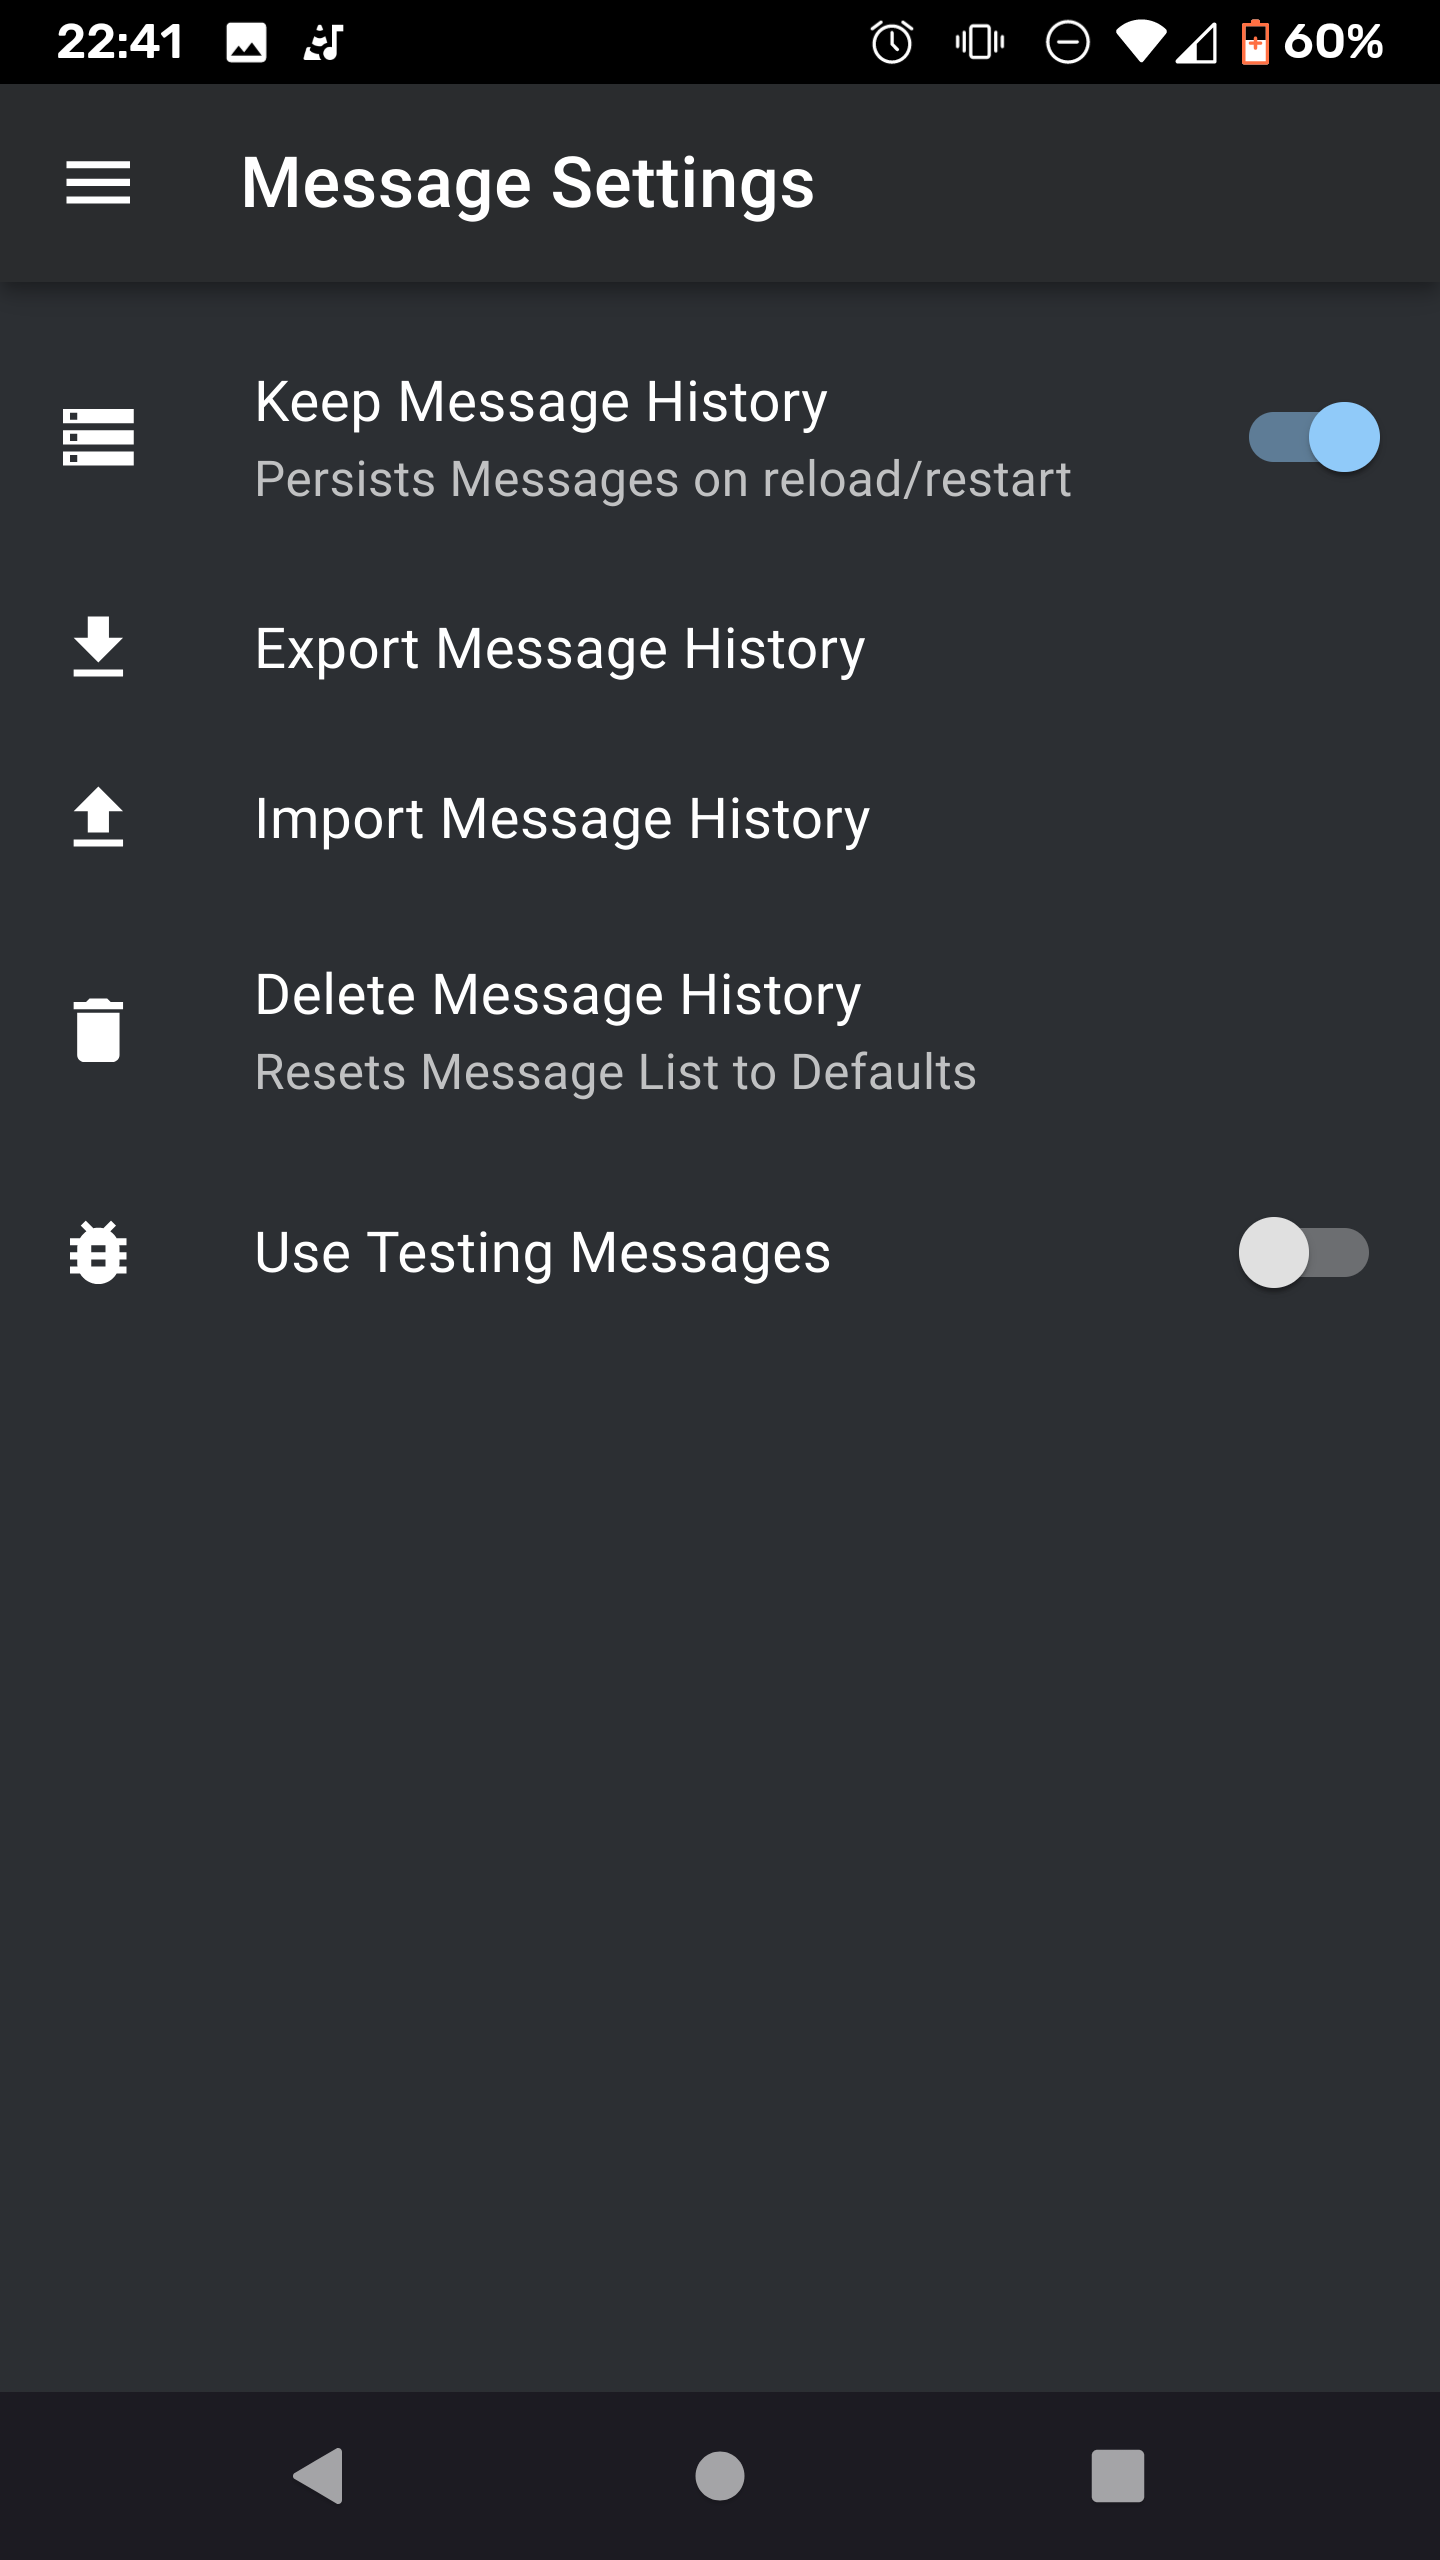 22:41 60%
Message Settings
Keep Message History
Persists Messages on reload/restart
Export Message History
Import Message History
Delete Message History
Resets Message List to Defaults
Use Testing Messages